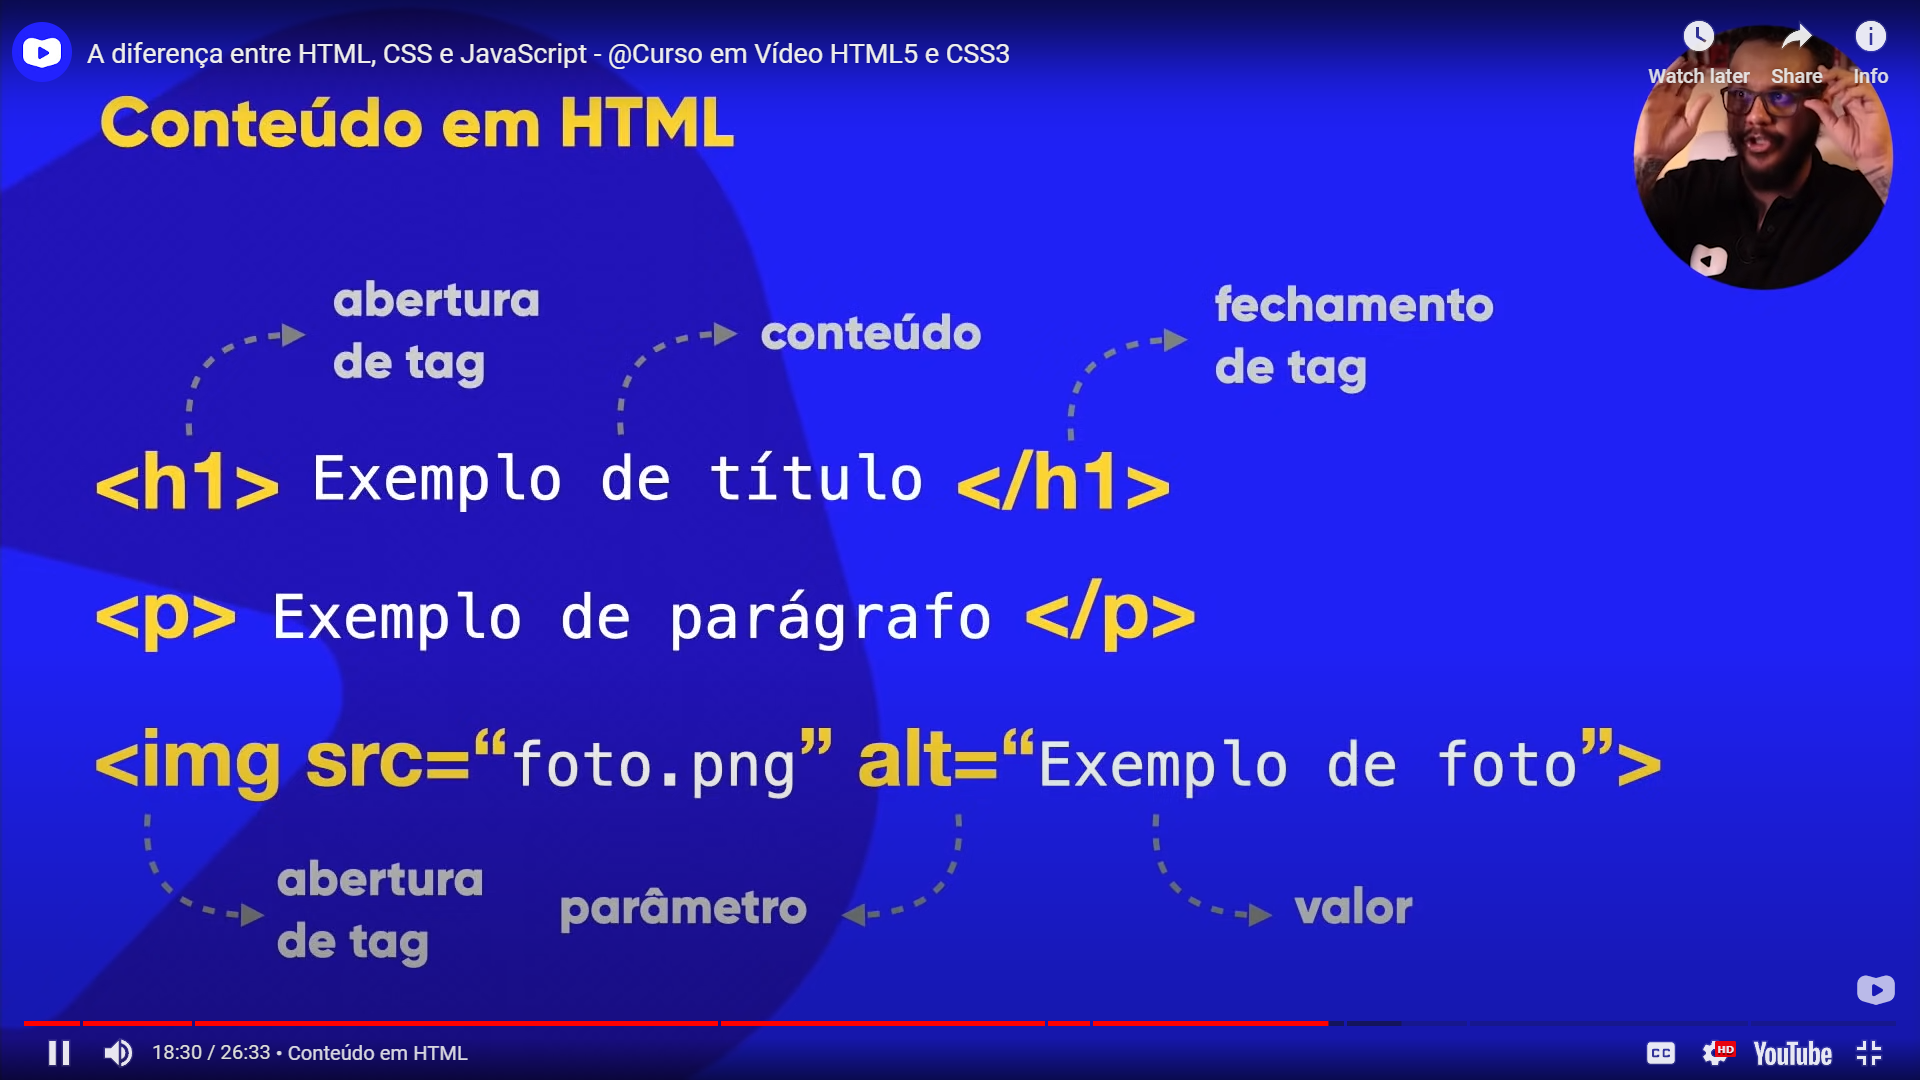 A diferença entre HTML, CSS e JavaScript - @Curso em Vídeo HTML5 e CSS3
Watch later
Share
Info
Conteúdo em HTML
abertura
de tag
conteúdo
fechamento
de tag
<h1> Exemplo de título </h1>
<p> Exemplo de parágrafo </p>
<img src=“foto.png” alt=“Exemplo de foto”>
abertura
de tag
parâmetro
valor
18:30 / 26:33 • Conteúdo em HTML
CC
HD
YouTube